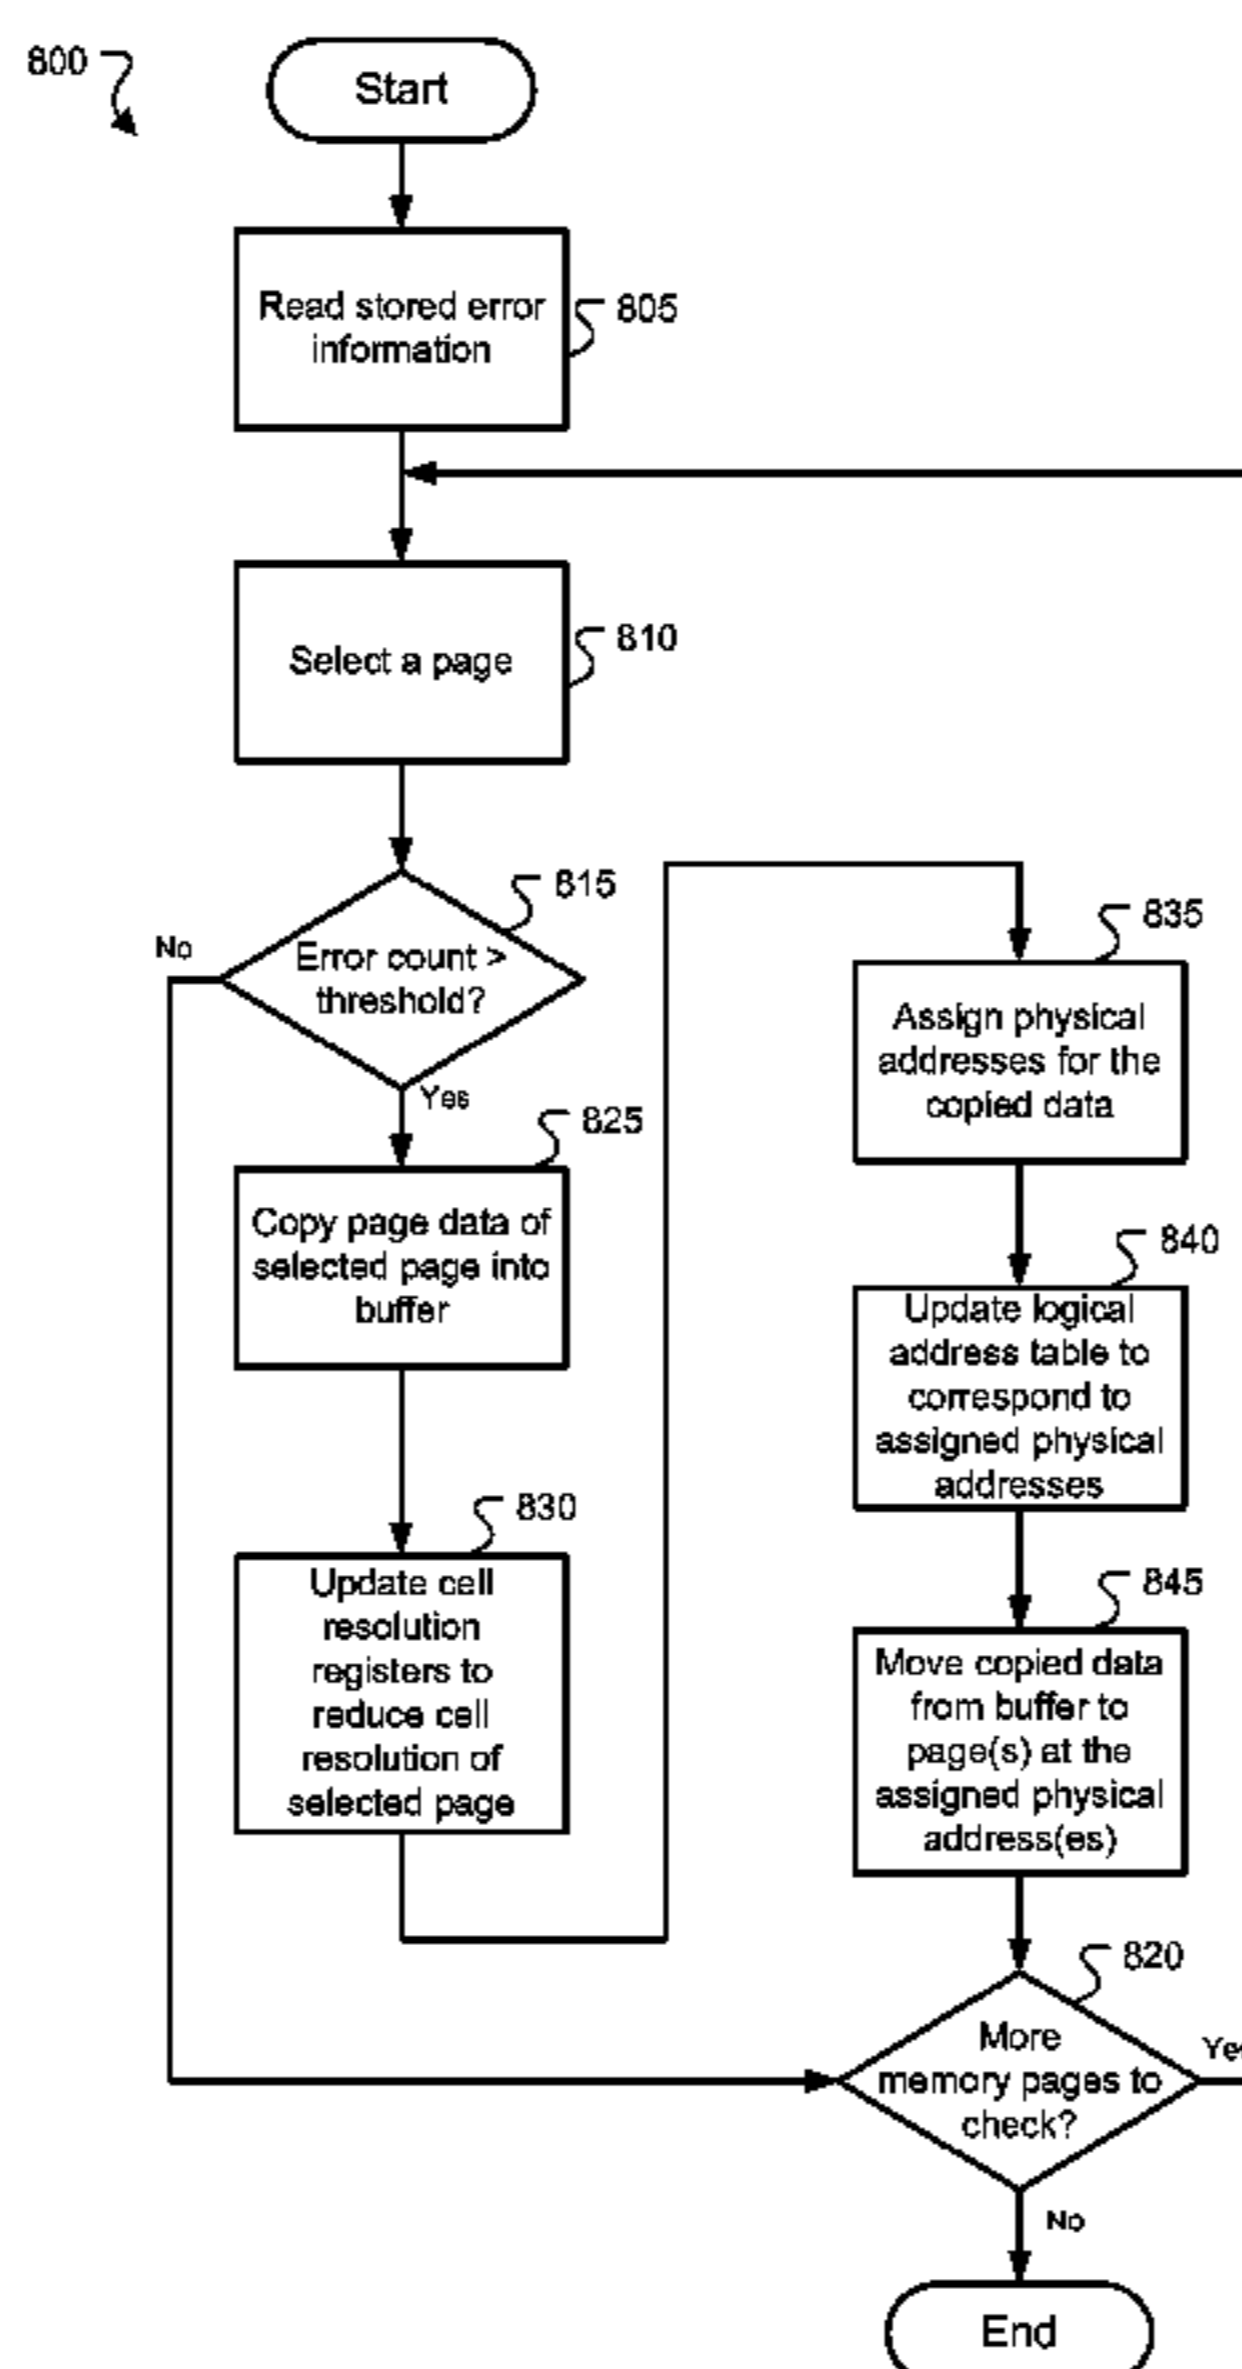 800
Start
Read stored error
information
805
Select a page
810
815
No
Error count >
threshold?
Yes
825
Copy page data of
selected page into
buffer
830
Update cell
resolution
registers to
reduce cell
resolution of
selected page
835
Assign physical
addresses for the
copied data
840
Update logical
address table to
correspond to
assigned physical
addresses
845
Move copied data
from buffer to
page(s) at the
assigned physical
address(es)
820
More
memory pages to
check?
Yes
No
End